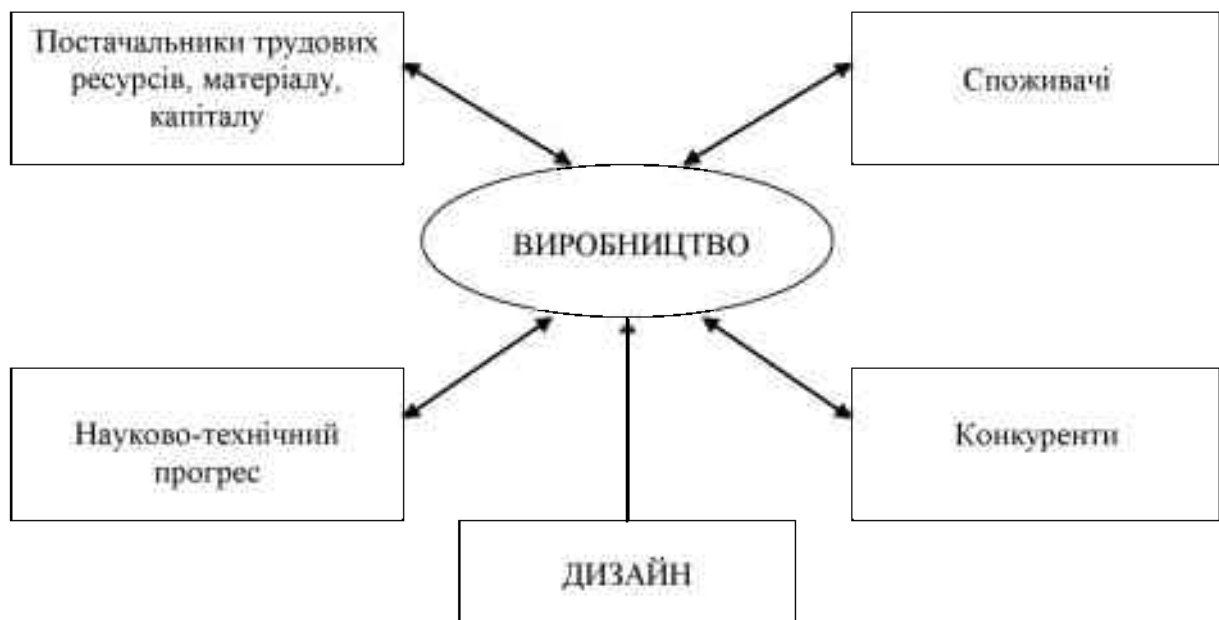 Постачальники трудових
ресурсів, матеріалу,
капіталу
Споживачі
ВИРОБНИЦТВО
Науково-технічний
прогрес
Конкуренти
ДИЗАЙН